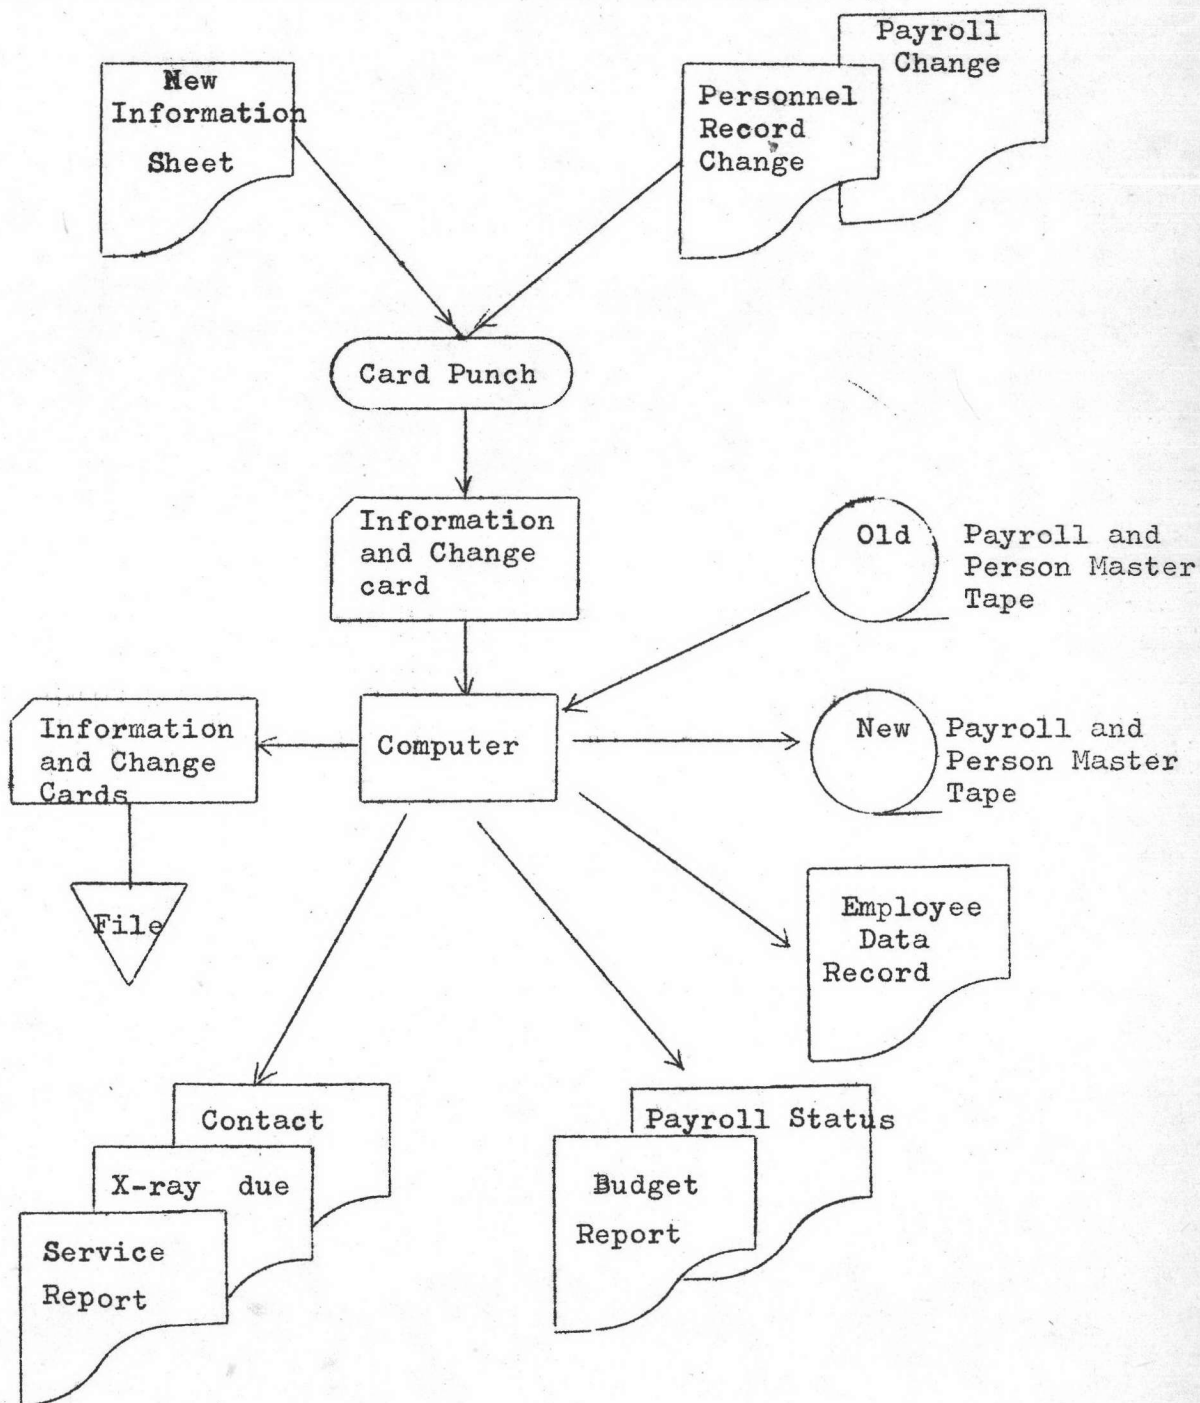 Payroll
Change
New
Information
Sheet
Personnel
Record
Change
Card Punch
Information
and Change
card
Old
Payroll and
Person Master
Tape
Information
and Change
Cards
Computer
New
Payroll and
Person Master
Tape
File
Employee
Data
Record
Contact
X-ray due
Service
Report
Payroll Status
Budget
Report